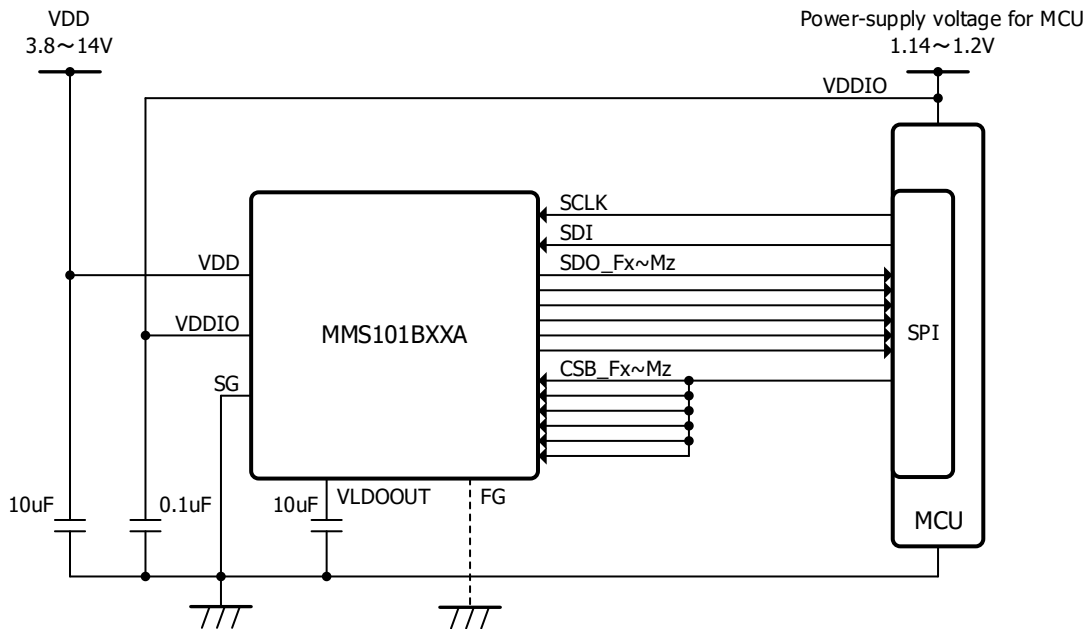 VDD
3.8～14V
Power-supply voltage for MCU
1.14～1.2V
VDDIO
SCLK
SDI
VDD
SDO_Fx~Mz
VDDIO
MMS101BXXA
SPI
SG
CSB_Fx~Mz
10uF
0.1uF
10uF
VLDOOUT
FG
MCU